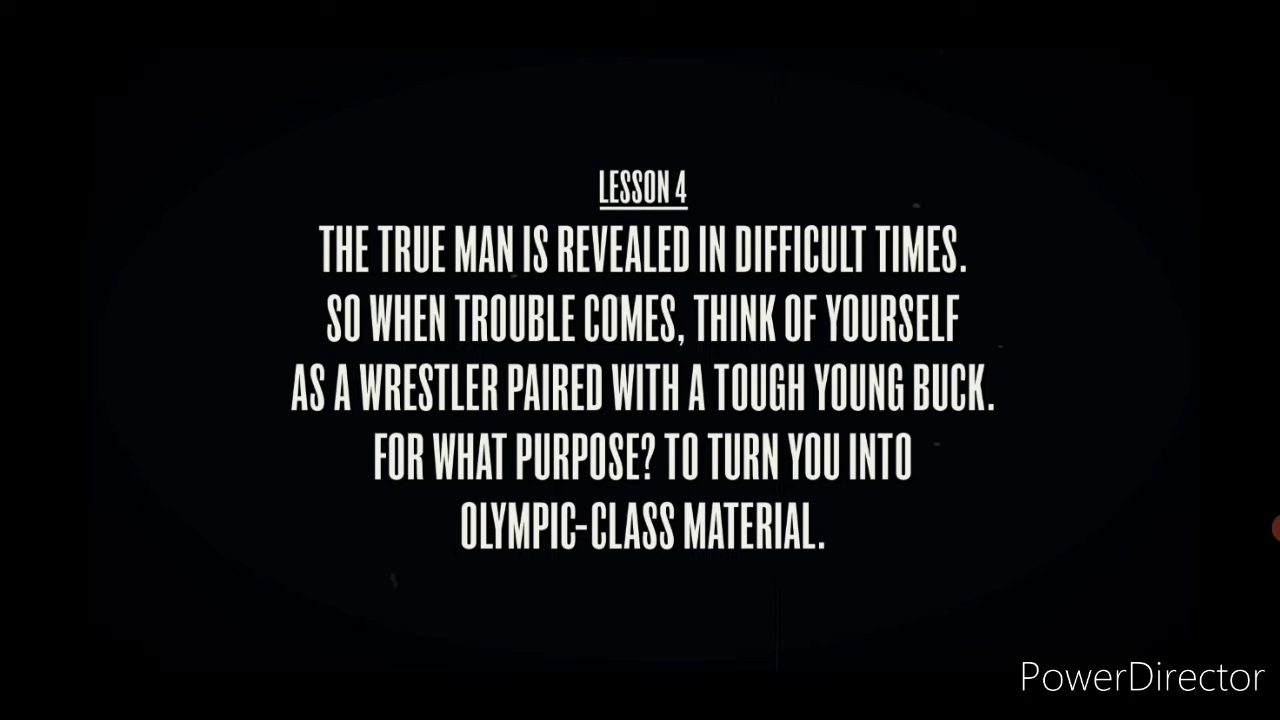 LESSON 4
THE TRUE MAN IS REVEALED IN DIFFICULT TIMES.
SO WHEN TROUBLE COMES, THINK OF YOURSELF
AS A WRESTLER PAIRED WITH A TOUGH YOUNG BUCK.
FOR WHAT PURPOSE? TO TURN YOU INTO
OLYMPIC-CLASS MATERIAL.
PowerDirector